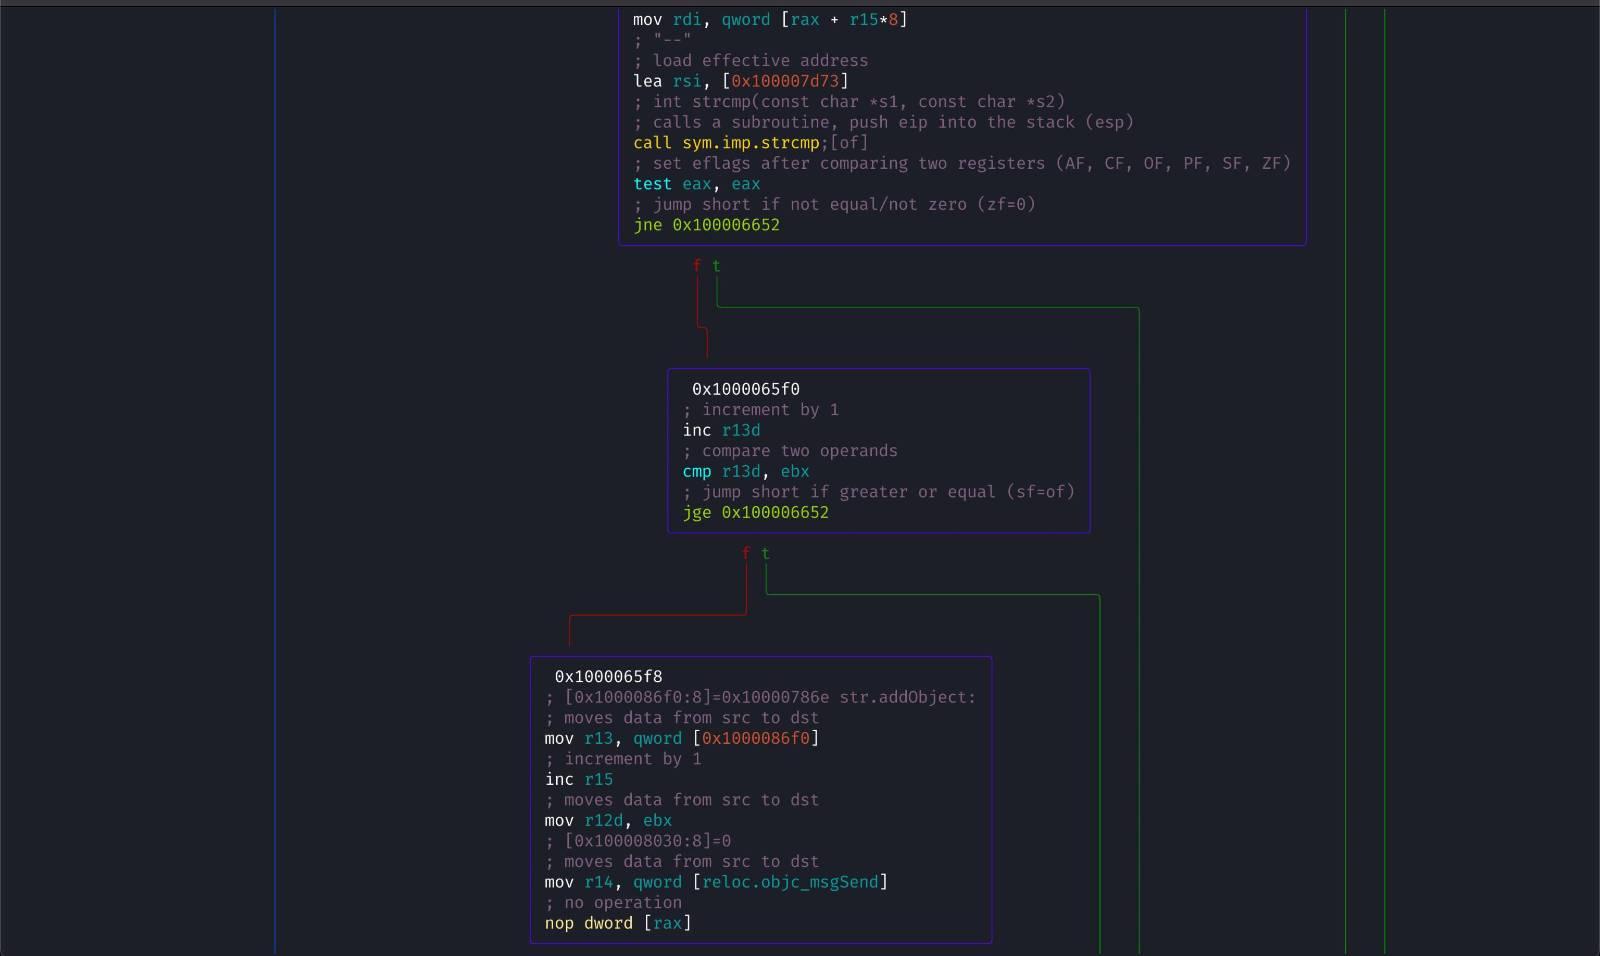 mov rdi, qword [rax + r15*8]
; "--"
; load effective address
lea rsi, [0x100007d73]
; int strcmp(const char *s1, const char *s2)
; calls a subroutine, push eip into the stack (esp)
call sym.imp.strcmp;[of]
; set eflags after comparing two registers (AF, CF, OF, PF, SF, ZF)
test eax, eax
; jump short if not equal/not zero (zf=0)
jne 0x100006652
f t
0x1000065f0
; increment by 1
inc r13d
; compare two operands
cmp r13d, ebx
; jump short if greater or equal (sf=of)
jge 0x100006652
f t
0x1000065f8
; [0x1000086f0:8]=0x10000786e str.addObject:
; moves data from src to dst
mov r13, qword [0x1000086f0]
; increment by 1
inc r15
; moves data from src to dst
mov r12d, ebx
; [0x100008030:8]=0
; moves data from src to dst
mov r14, qword [reloc.objc_msgSend]
; no operation
nop dword [rax]